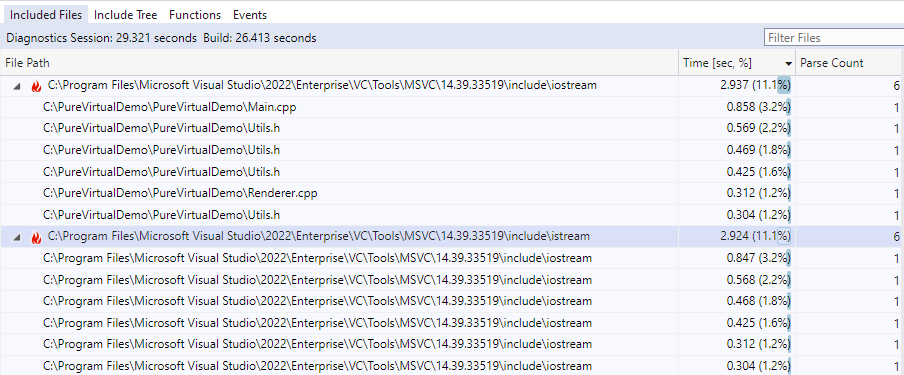 Included Files Include Tree Functions Events
Diagnostics Session: 29.321 seconds Build: 26.413 seconds Filter Files
File Path Time [sec, %] Parse Count
C:\Program Files\Microsoft Visual Studio\2022\Enterprise\VC\Tools\MSVC\14.39.33519\include\iostream 2.937 (11.1%) 6
C:\PureVirtualDemo\PureVirtualDemo\Main.cpp 0.858 (3.2%) 1
C:\PureVirtualDemo\PureVirtualDemo\Utils.h 0.569 (2.2%) 1
C:\PureVirtualDemo\PureVirtualDemo\Utils.h 0.469 (1.8%) 1
C:\PureVirtualDemo\PureVirtualDemo\Utils.h 0.425 (1.6%) 1
C:\PureVirtualDemo\PureVirtualDemo\Renderer.cpp 0.312 (1.2%) 1
C:\PureVirtualDemo\PureVirtualDemo\Utils.h 0.304 (1.2%) 1
C:\Program Files\Microsoft Visual Studio\2022\Enterprise\VC\Tools\MSVC\14.39.33519\include\istream 2.924 (11.1%) 6
C:\Program Files\Microsoft Visual Studio\2022\Enterprise\VC\Tools\MSVC\14.39.33519\include\iostream 0.847 (3.2%) 1
C:\Program Files\Microsoft Visual Studio\2022\Enterprise\VC\Tools\MSVC\14.39.33519\include\iostream 0.568 (2.2%) 1
C:\Program Files\Microsoft Visual Studio\2022\Enterprise\VC\Tools\MSVC\14.39.33519\include\iostream 0.468 (1.8%) 1
C:\Program Files\Microsoft Visual Studio\2022\Enterprise\VC\Tools\MSVC\14.39.33519\include\iostream 0.425 (1.6%) 1
C:\Program Files\Microsoft Visual Studio\2022\Enterprise\VC\Tools\MSVC\14.39.33519\include\iostream 0.312 (1.2%) 1
C:\Program Files\Microsoft Visual Studio\2022\Enterprise\VC\Tools\MSVC\14.39.33519\include\iostream 0.304 (1.2%) 1